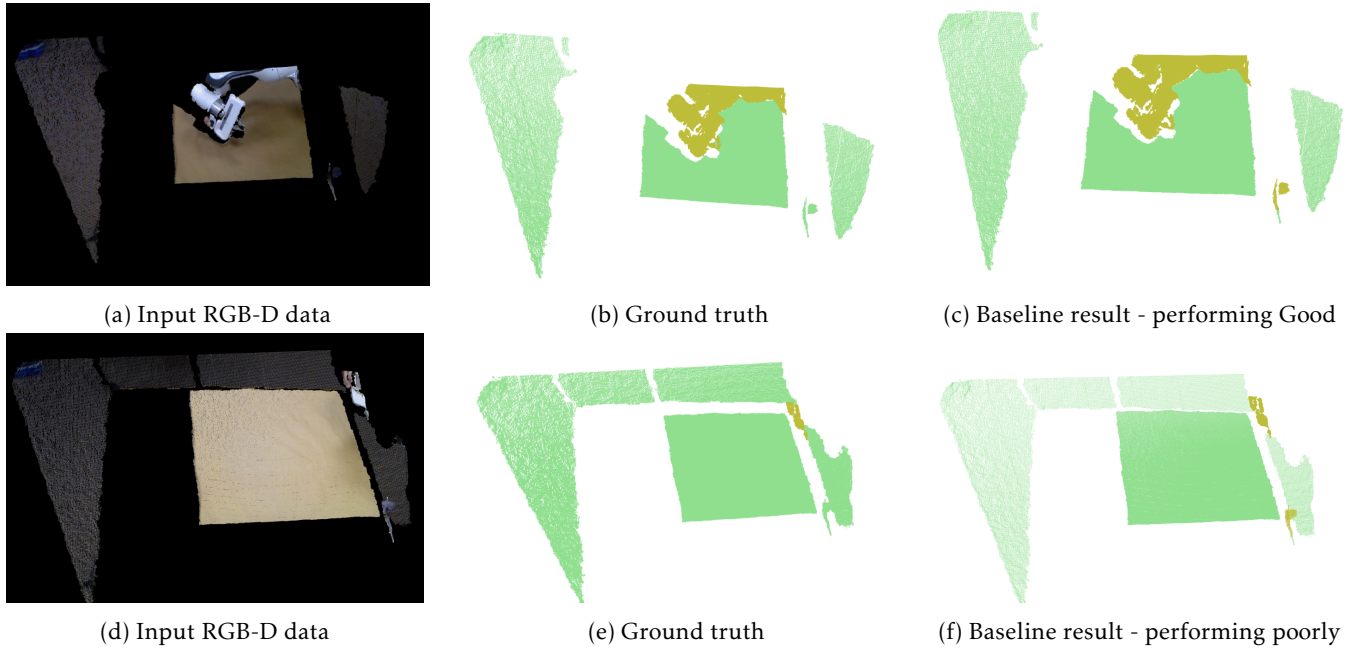 (a) Input RGB-D data
(b) Ground truth
(c) Baseline result - performing Good
(d) Input RGB-D data
(e) Ground truth
(f) Baseline result - performing poorly